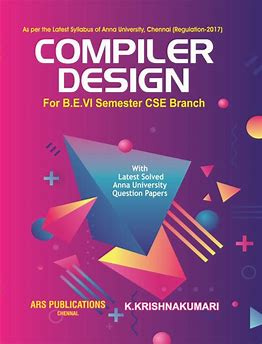 As per the Latest Syllabus of Anna University, Chennai (Regulation-2017)
COMPILER
DESIGN
For B.E.VI Semester CSE Branch
With
Latest Solved
Anna University
Question Papers
ARS PUBLICATIONS
CHENNAI
K.KRISHNAKUMARI